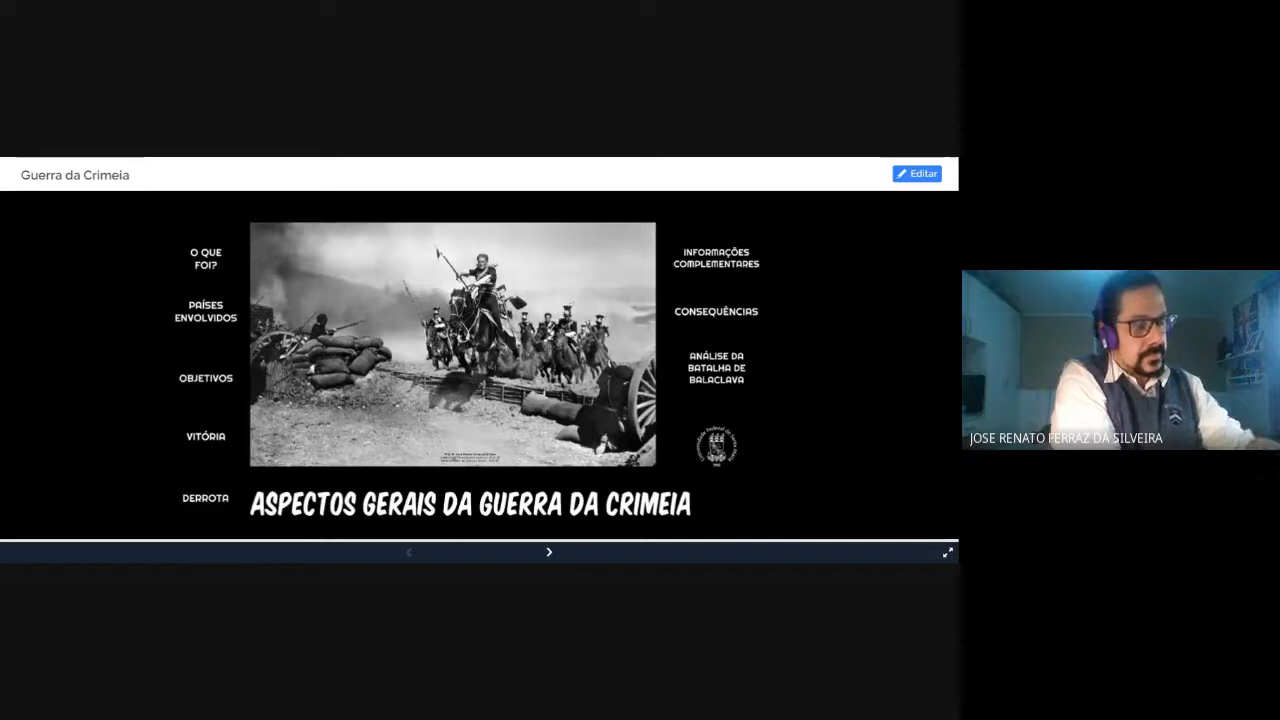 Guerra da Crimeia
Editar
O QUE
FOI?
PAÍSES
ENVOLVIDOS
OBJETIVOS
VITÓRIA
DERROTA
INFORMAÇÕES
COMPLEMENTARES
CONSEQUÊNCIAS
ANÁLISE DA
BATALHA DE
BALACLAVA
ASPECTOS GERAIS DA GUERRA DA CRIMEIA
JOSE RENATO FERRAZ DA SILVEIRA